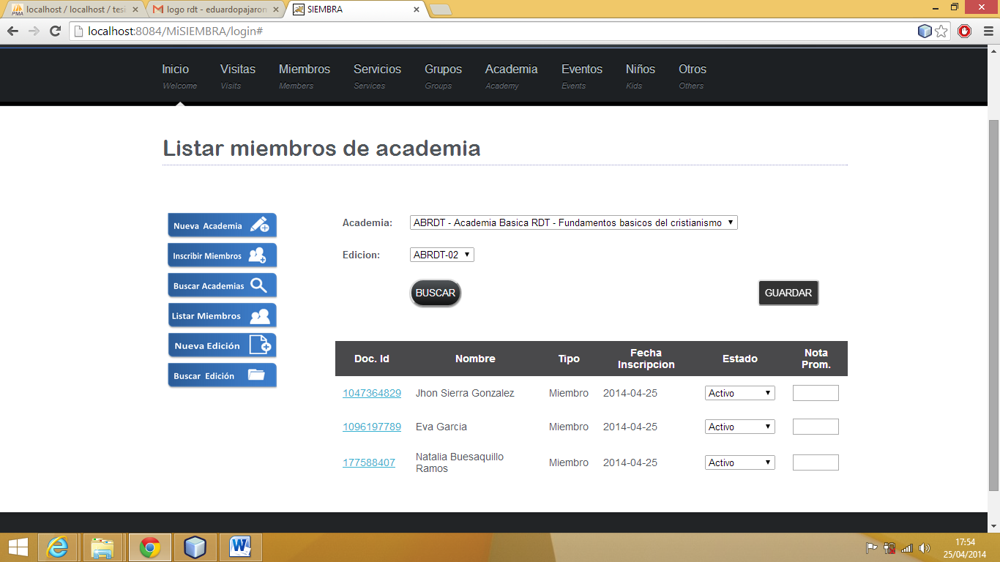 localhost / localhost / tesi
logo rdt - eduardopajarom
SIEMBRA
localhost:8084/MiSIEMBRA/login#
Inicio Visitas Miembros Servicios Grupos Academia Eventos Niños Otros
Welcome Visits Members Services Groups Academy Events Kids Others
Listar miembros de academia
Nueva Academia
Inscribir Miembros
Buscar Academias
Listar Miembros
Nueva Edición
Buscar Edición
Academia: ABRDT - Academia Basica RDT - Fundamentos basicos del cristianismo
Edicion: ABRDT-02
BUSCAR GUARDAR
Doc. Id Nombre Tipo Fecha Inscripcion Estado Nota Prom.
1047364829 Jhon Sierra Gonzalez Miembro 2014-04-25 Activo
1096197789 Eva Garcia Miembro 2014-04-25 Activo
177588407 Natalia Buesaquillo Ramos Miembro 2014-04-25 Activo
17:54
25/04/2014